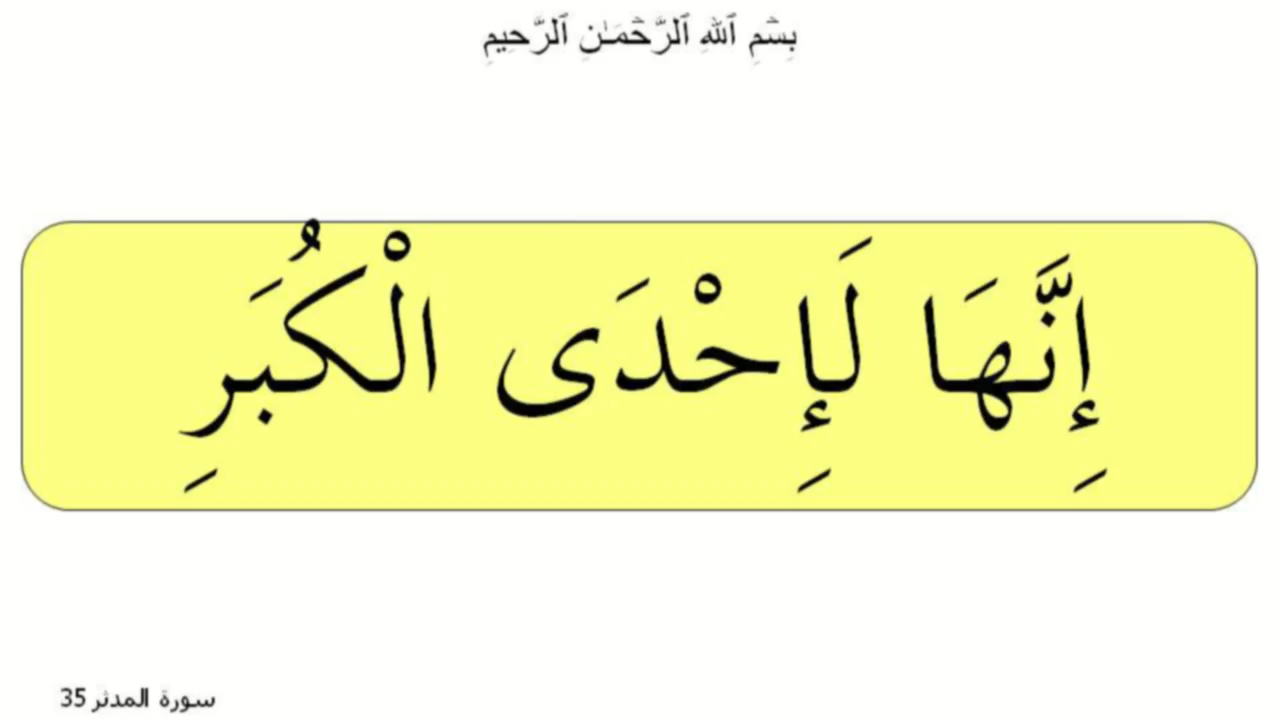 بِسْمِ ٱللَّهِ ٱلرَّحْمَـٰنِ ٱلرَّحِيمِ
إِنَّهَا لَإِحْدَى الْكُبَرِ
سورة المدثر 35